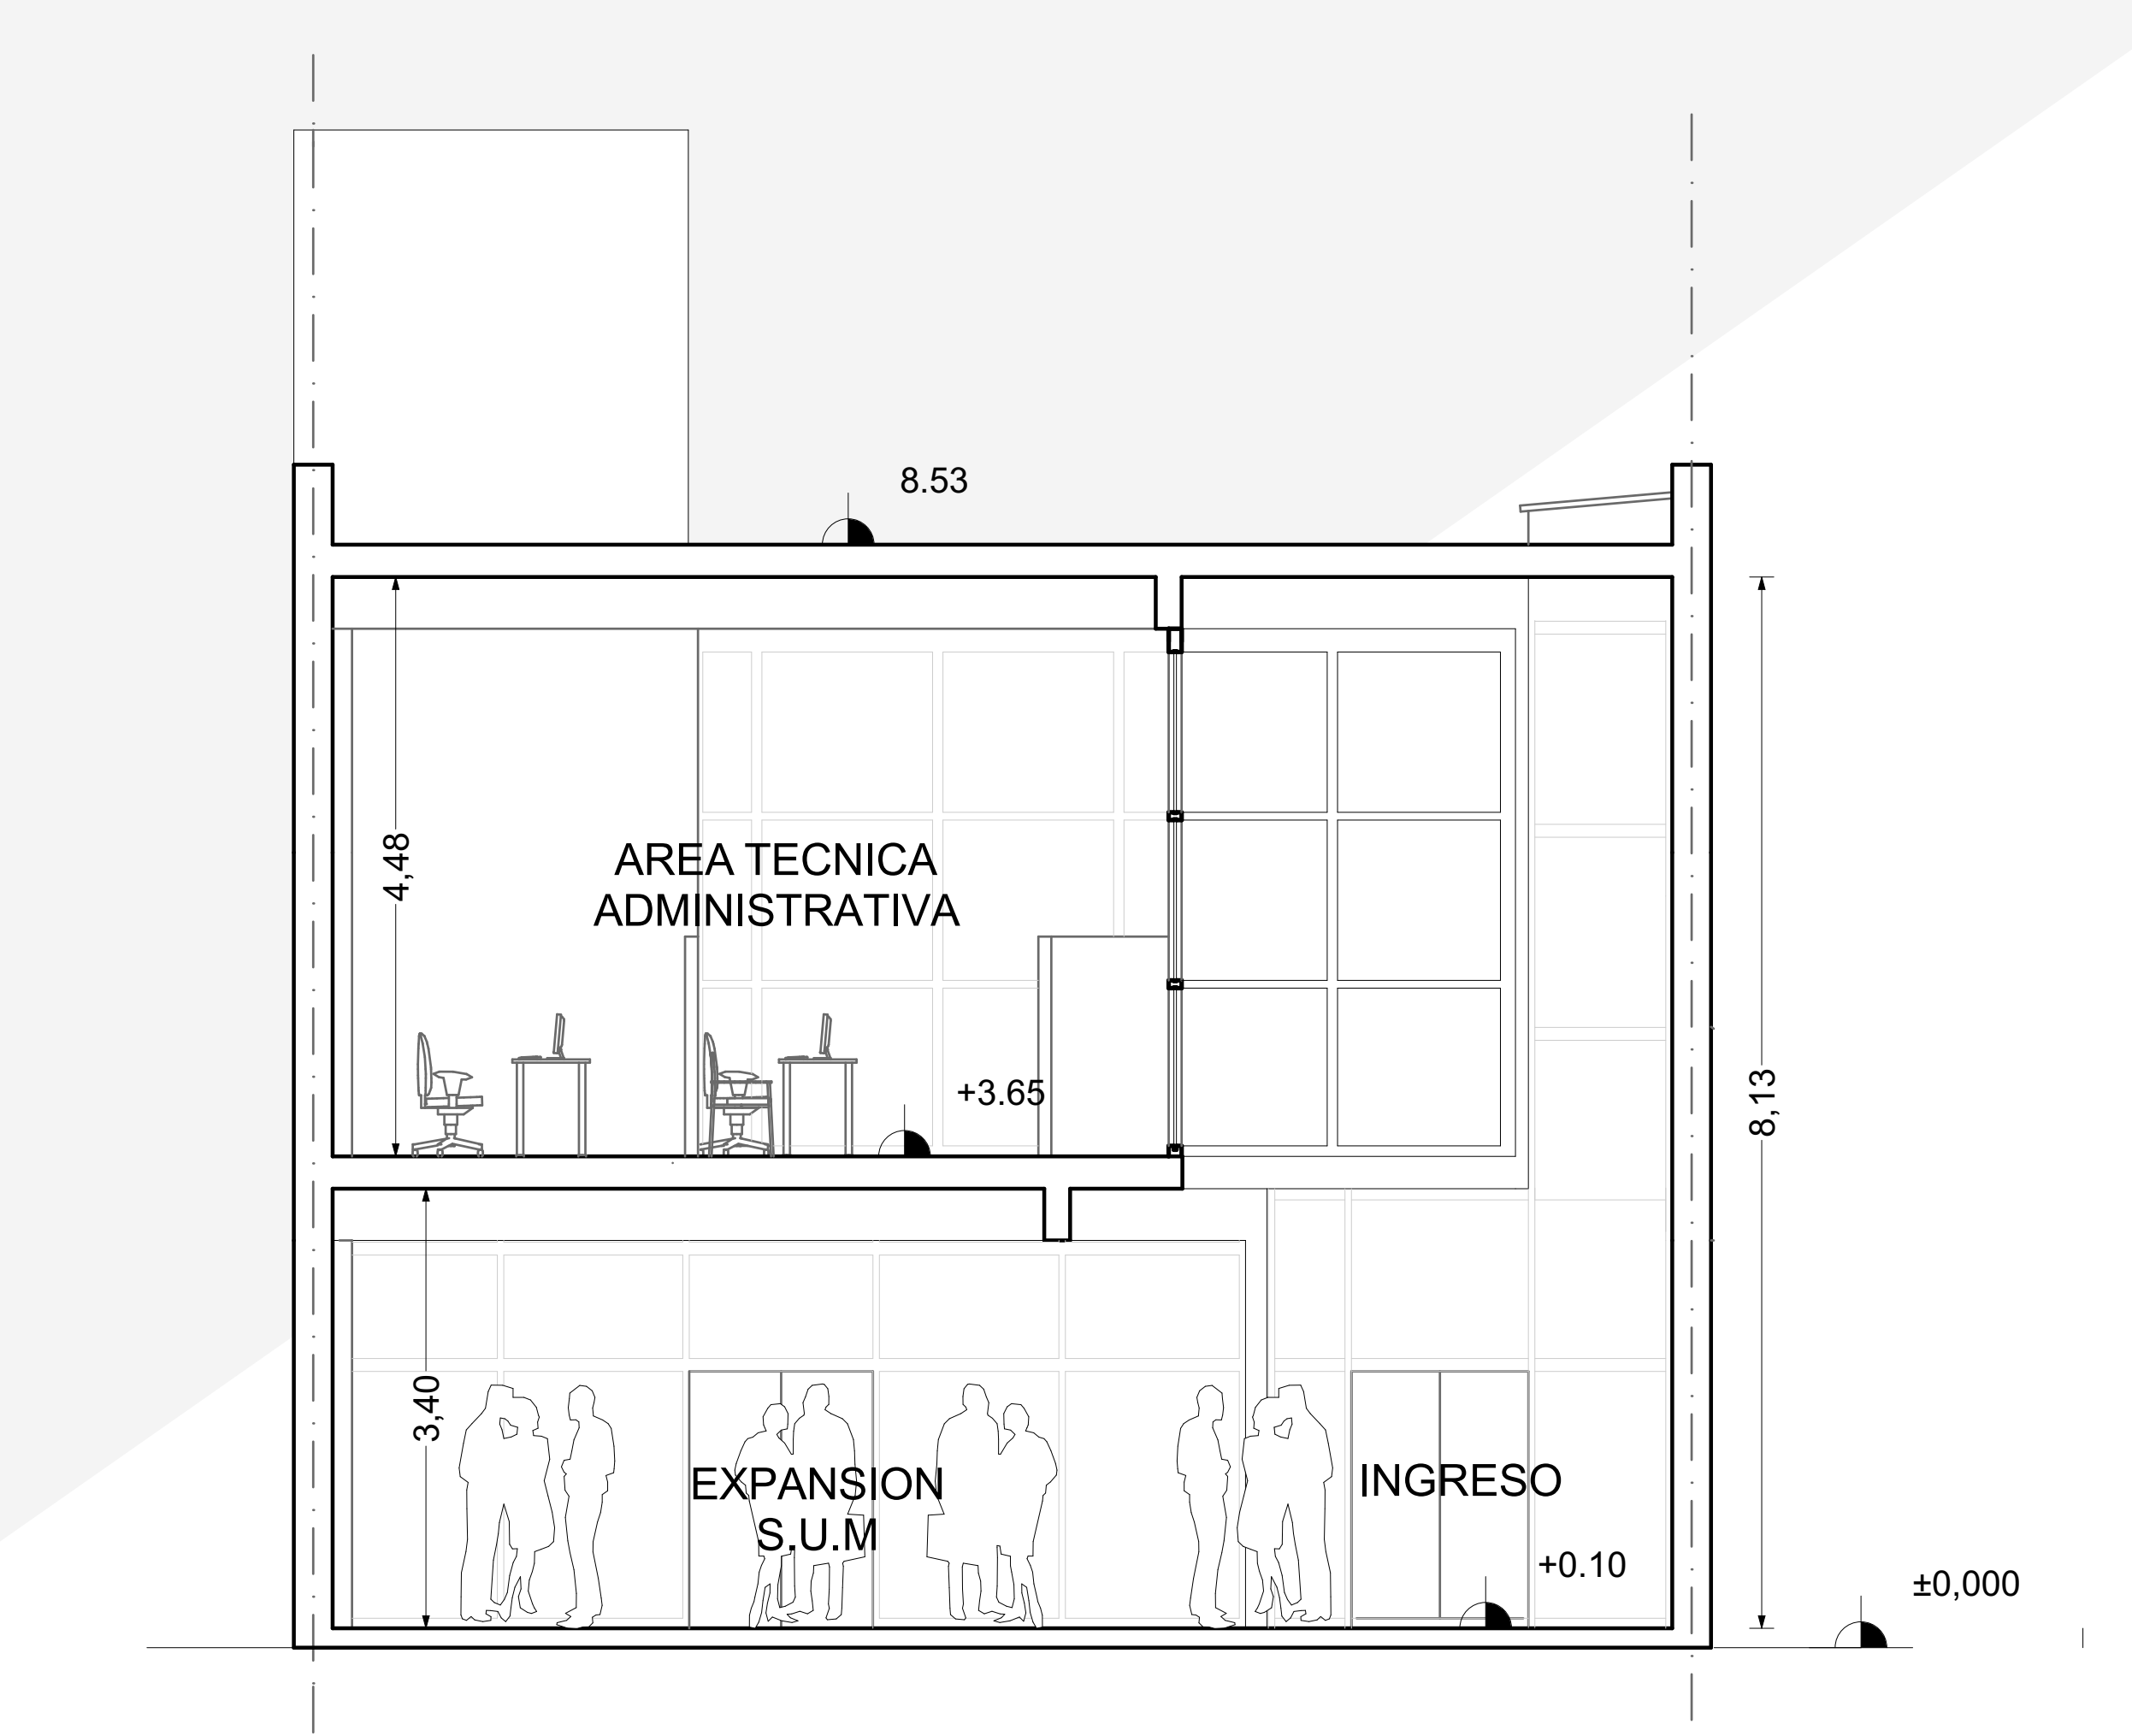 8.53
4,48
AREA TECNICA
ADMINISTRATIVA
+3.65
8,13
3,40
EXPANSION
S.U.M
INGRESO
+0.10
±0,000